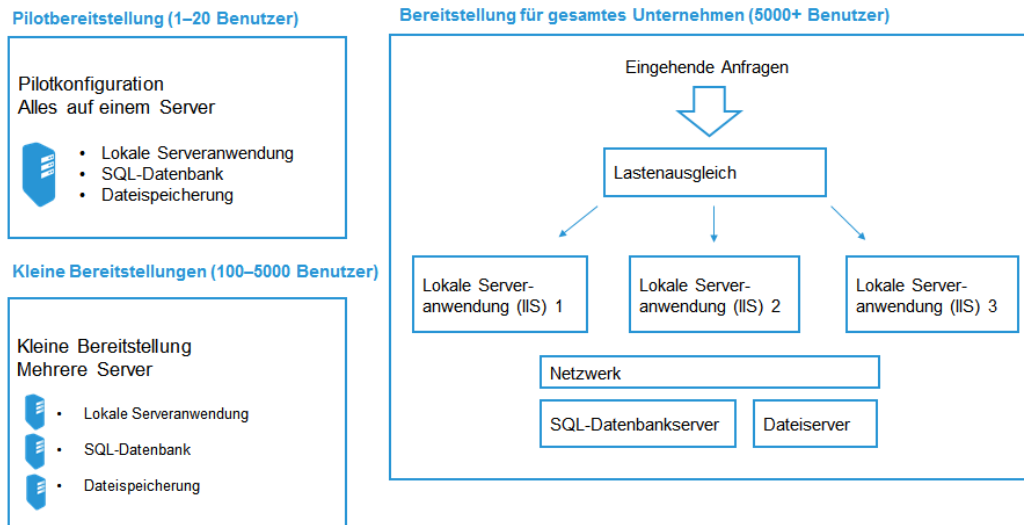 Pilotbereitstellung (1–20 Benutzer)
Pilotkonfiguration
Alles auf einem Server
• Lokale Serveranwendung
• SQL-Datenbank
• Dateispeicherung
Kleine Bereitstellungen (100–5000 Benutzer)
Kleine Bereitstellung
Mehrere Server
• Lokale Serveranwendung
• SQL-Datenbank
• Dateispeicherung
Bereitstellung für gesamtes Unternehmen (5000+ Benutzer)
Eingehende Anfragen
Lastenausgleich
Lokale Server-
anwendung (IIS) 1
Lokale Server-
anwendung (IIS) 2
Lokale Server-
anwendung (IIS) 3
Netzwerk
SQL-Datenbankserver
Dateiserver